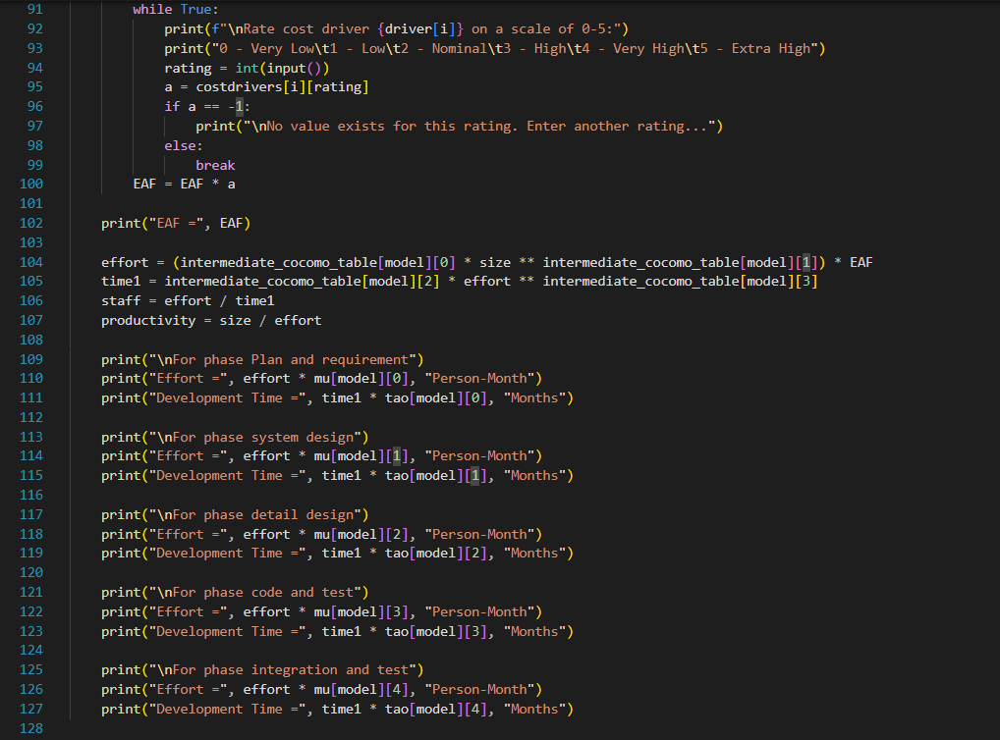 91 while True:
92 print(f"\nRate cost driver {driver[i]} on a scale of 0-5:")
93 print("0 - Very Low\t1 - Low\t2 - Nominal\t3 - High\t4 - Very High\t5 - Extra High")
94 rating = int(input())
95 a = costdrivers[i][rating]
96 if a == -1:
97 print("\nNo value exists for this rating. Enter another rating...")
98 else:
99 break
100 EAF = EAF * a
101
102 print("EAF =", EAF)
103
104 effort = (intermediate_cocomo_table[model][0] * size ** intermediate_cocomo_table[model][1]) * EAF
105 time1 = intermediate_cocomo_table[model][2] * effort ** intermediate_cocomo_table[model][3]
106 staff = effort / time1
107 productivity = size / effort
108
109 print("\nFor phase Plan and requirement")
110 print("Effort =", effort * mu[model][0], "Person-Month")
111 print("Development Time =", time1 * tao[model][0], "Months")
112
113 print("\nFor phase system design")
114 print("Effort =", effort * mu[model][1], "Person-Month")
115 print("Development Time =", time1 * tao[model][1], "Months")
116
117 print("\nFor phase detail design")
118 print("Effort =", effort * mu[model][2], "Person-Month")
119 print("Development Time =", time1 * tao[model][2], "Months")
120
121 print("\nFor phase code and test")
122 print("Effort =", effort * mu[model][3], "Person-Month")
123 print("Development Time =", time1 * tao[model][3], "Months")
124
125 print("\nFor phase integration and test")
126 print("Effort =", effort * mu[model][4], "Person-Month")
127 print("Development Time =", time1 * tao[model][4], "Months")
128